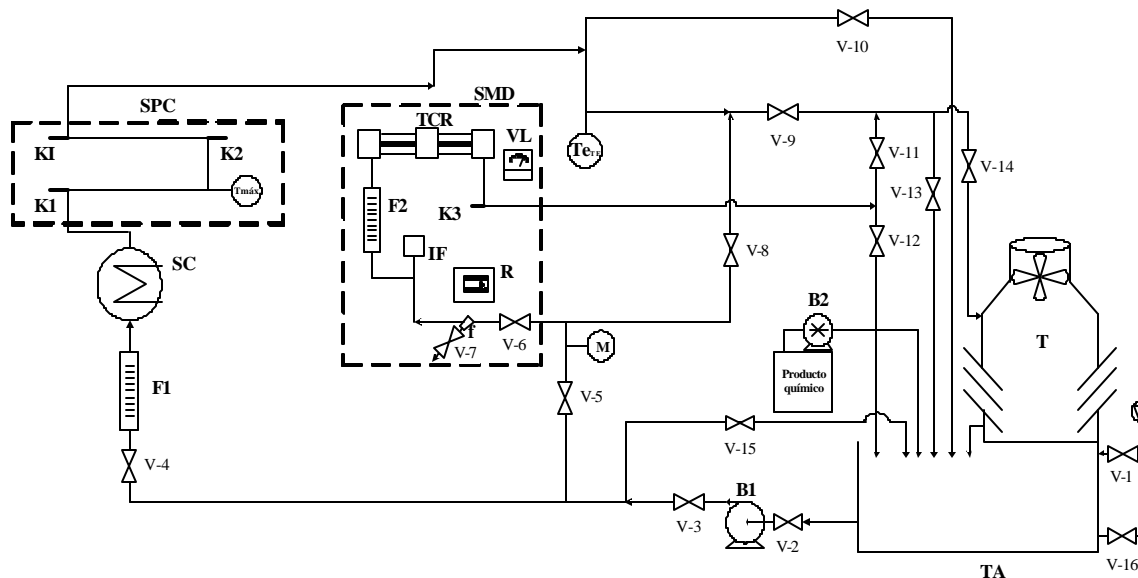 V-10
SMD
SPC
TCR
VL
KI
K2
Te TE
V-9
V-11
V-14
Tmáx
V-13
K1
F2
K3
V-12
IF
V-8
SC
R
B2
f
V-6
V-7
M
T
Producto
químico
F1
V-5
V-15
V-4
V-1
B1
V-3
V-2
V-16
TA